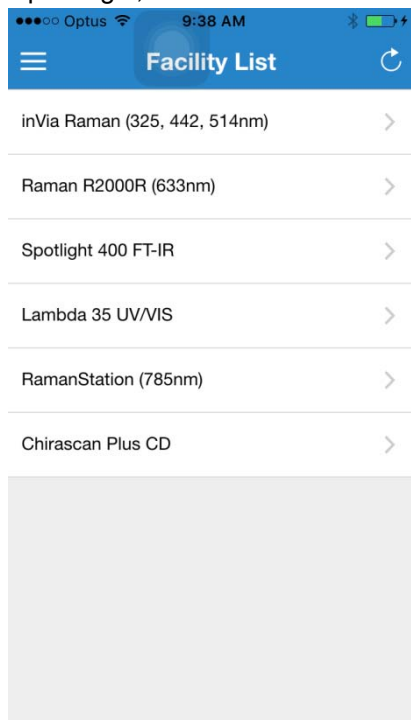 Optus 9:38 AM
Facility List
inVia Raman (325, 442, 514nm)
Raman R2000R (633nm)
Spotlight 400 FT-IR
Lambda 35 UV/VIS
RamanStation (785nm)
Chirascan Plus CD